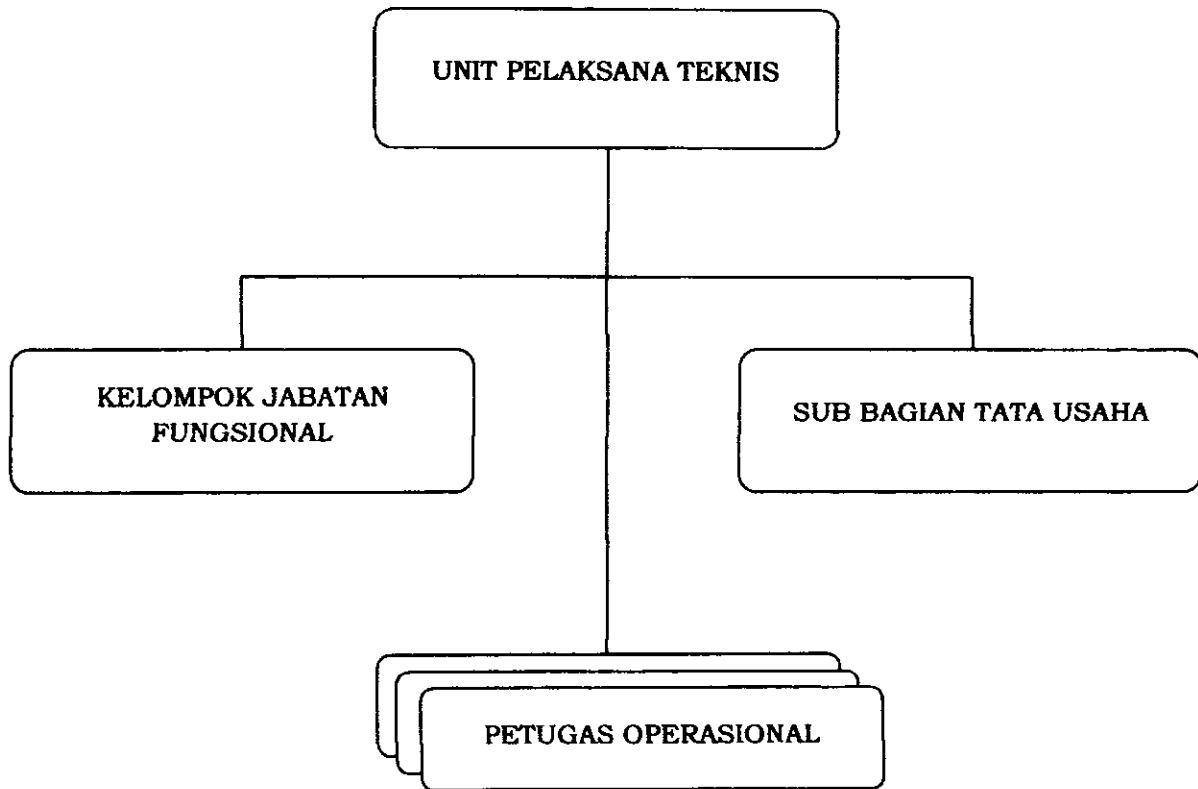 UNIT PELAKSANA TEKNIS
KELOMPOK JABATAN
FUNGSIONAL
SUB BAGIAN TATA USAHA
PETUGAS OPERASIONAL